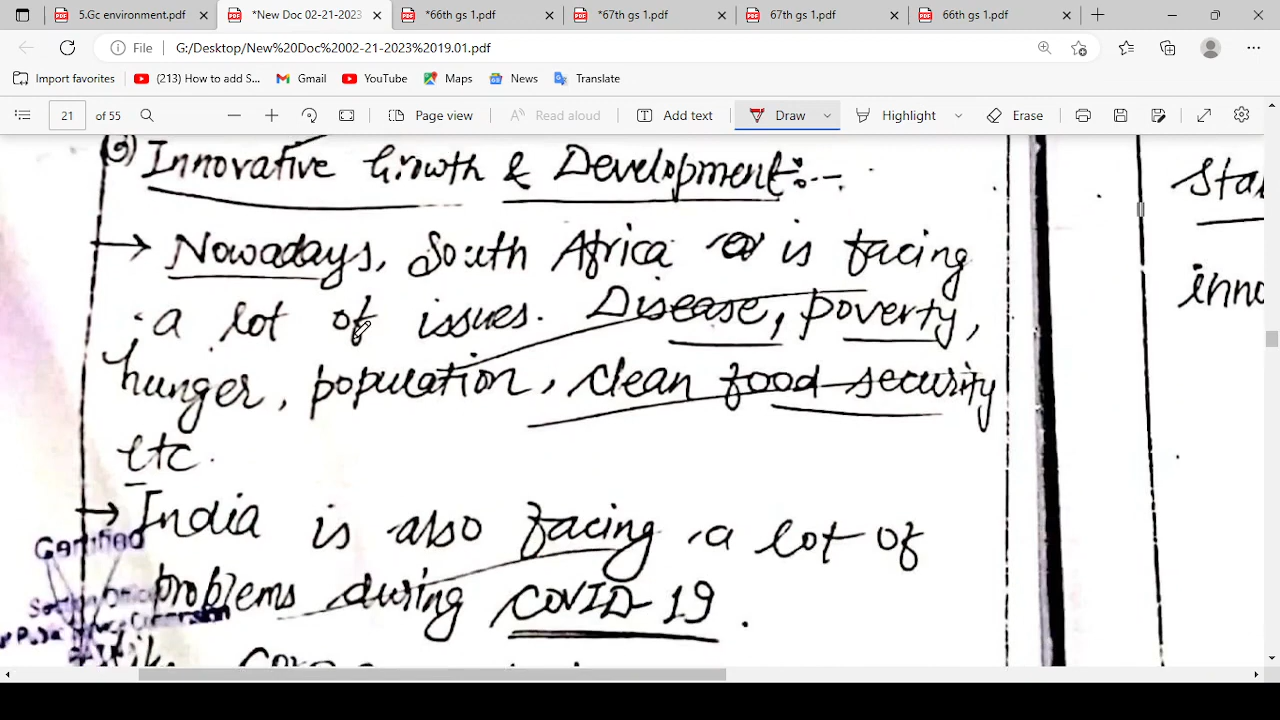 5.Gc environment.pdf
*New Doc 02-21-2023
*66th gs 1.pdf
*67th gs 1.pdf
67th gs 1.pdf
66th gs 1.pdf
File
G:/Desktop/New%20Doc%2002-21-2023%2019.01.pdf
Import favorites
(213) How to add S...
Gmail
YouTube
Maps
News
Translate
21 of 55
Page view
Read aloud
Add text
Draw
Highlight
Erase
Innovative Growth & Development:-
→ Nowadays, South Africa is facing
a lot of issues. Disease, poverty,
hunger, population, clean food security
etc.
→ India is also facing a lot of
problems during COVID-19.
Certified